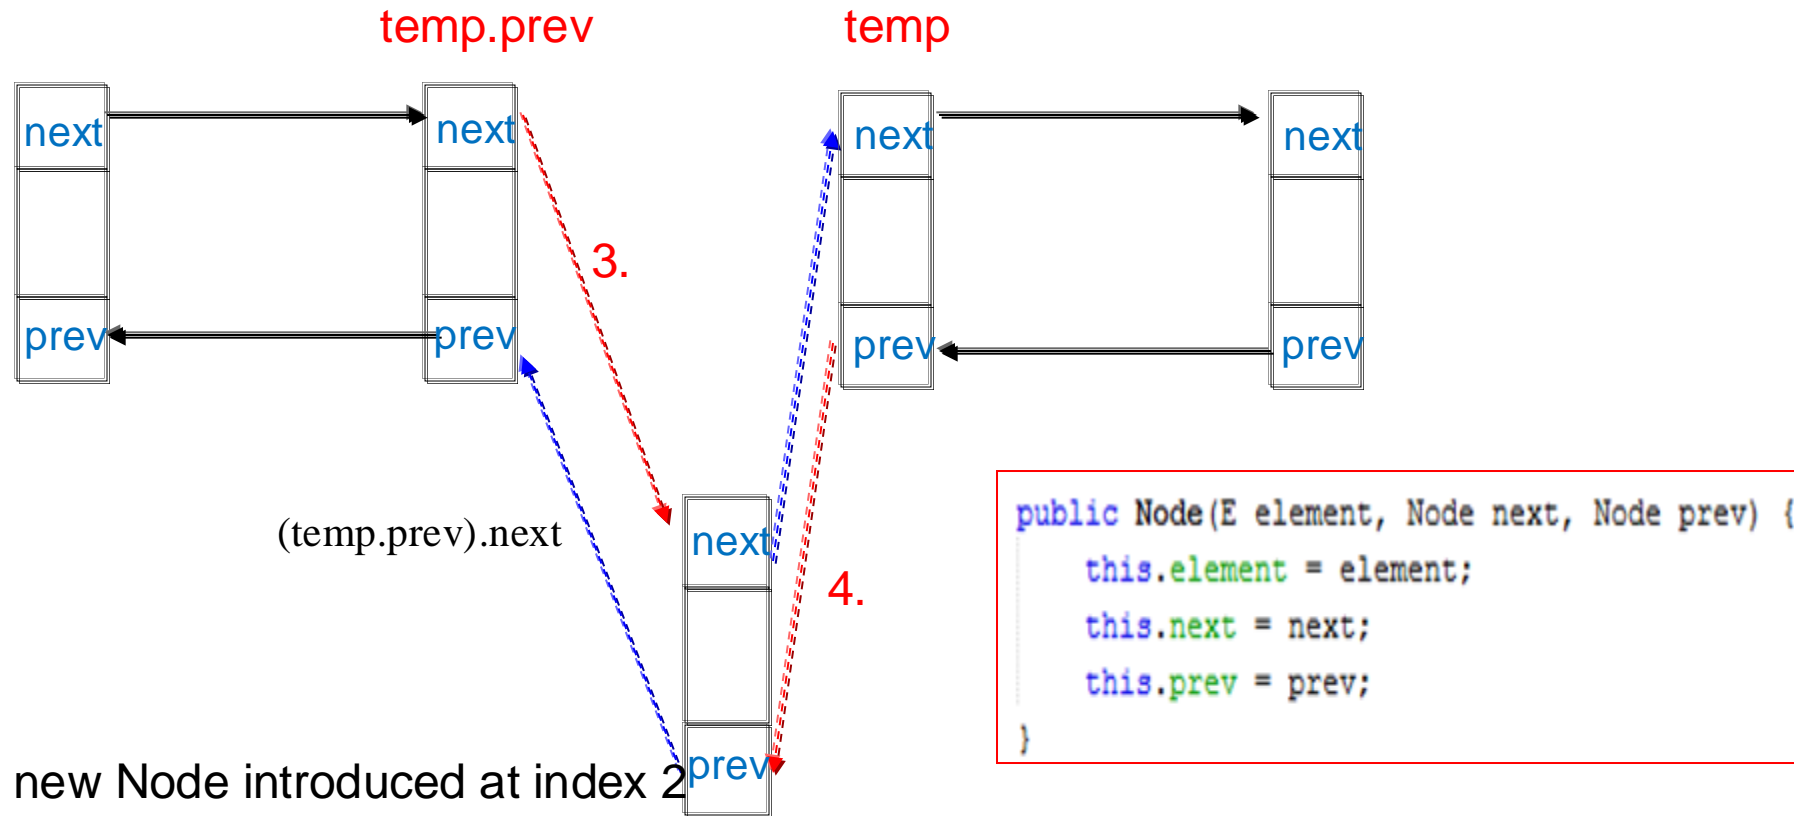 temp.prev
temp
next
next
next
next
3.
prev
prev
prev
prev
(temp.prev).next
next
4.
prev
new Node introduced at index 2
public Node(E element, Node next, Node prev) {
this.element = element;
this.next = next;
this.prev = prev;
}